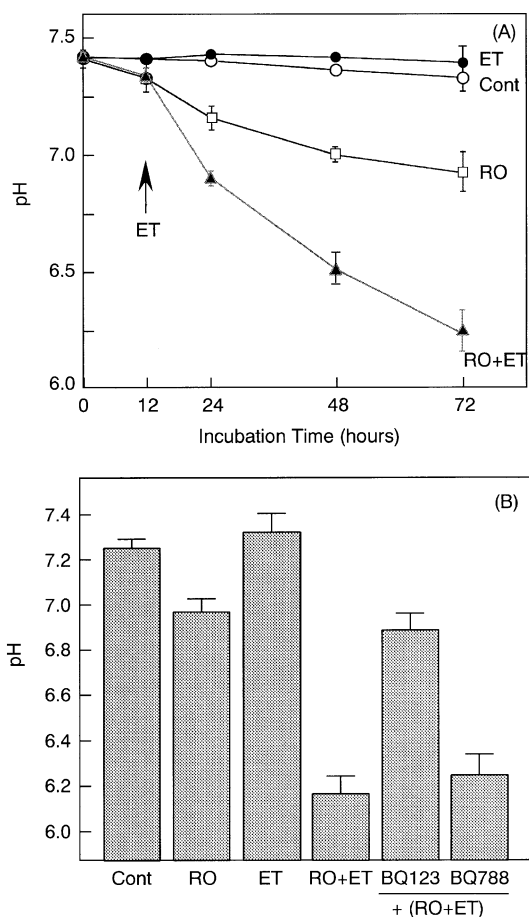 (A)
7.5
7.0
6.5
6.0
pH
ET
Cont
RO
RO+ET
ET
0 12 24 48 72
Incubation Time (hours)
(B)
7.4
7.2
7.0
6.8
6.6
6.4
6.2
6.0
pH
Cont RO ET RO+ET BQ123 BQ788
+ (RO+ET)